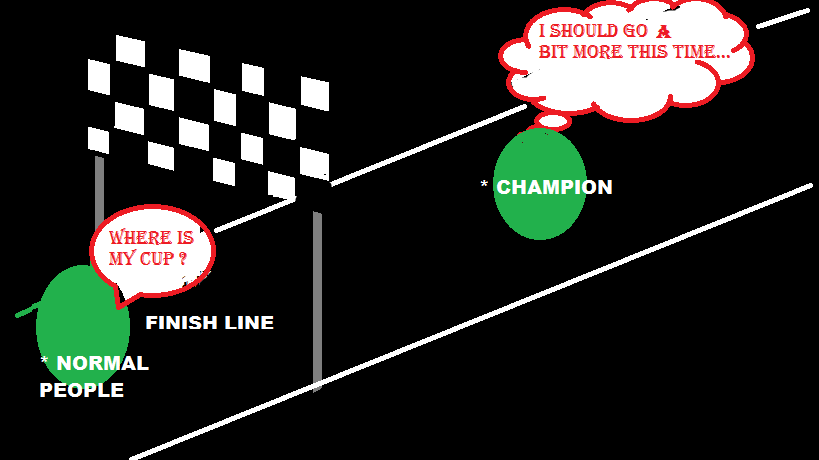 I SHOULD GO A
BIT MORE THIS TIME...
* CHAMPION
WHERE IS
MY CUP ?
FINISH LINE
* NORMAL
PEOPLE